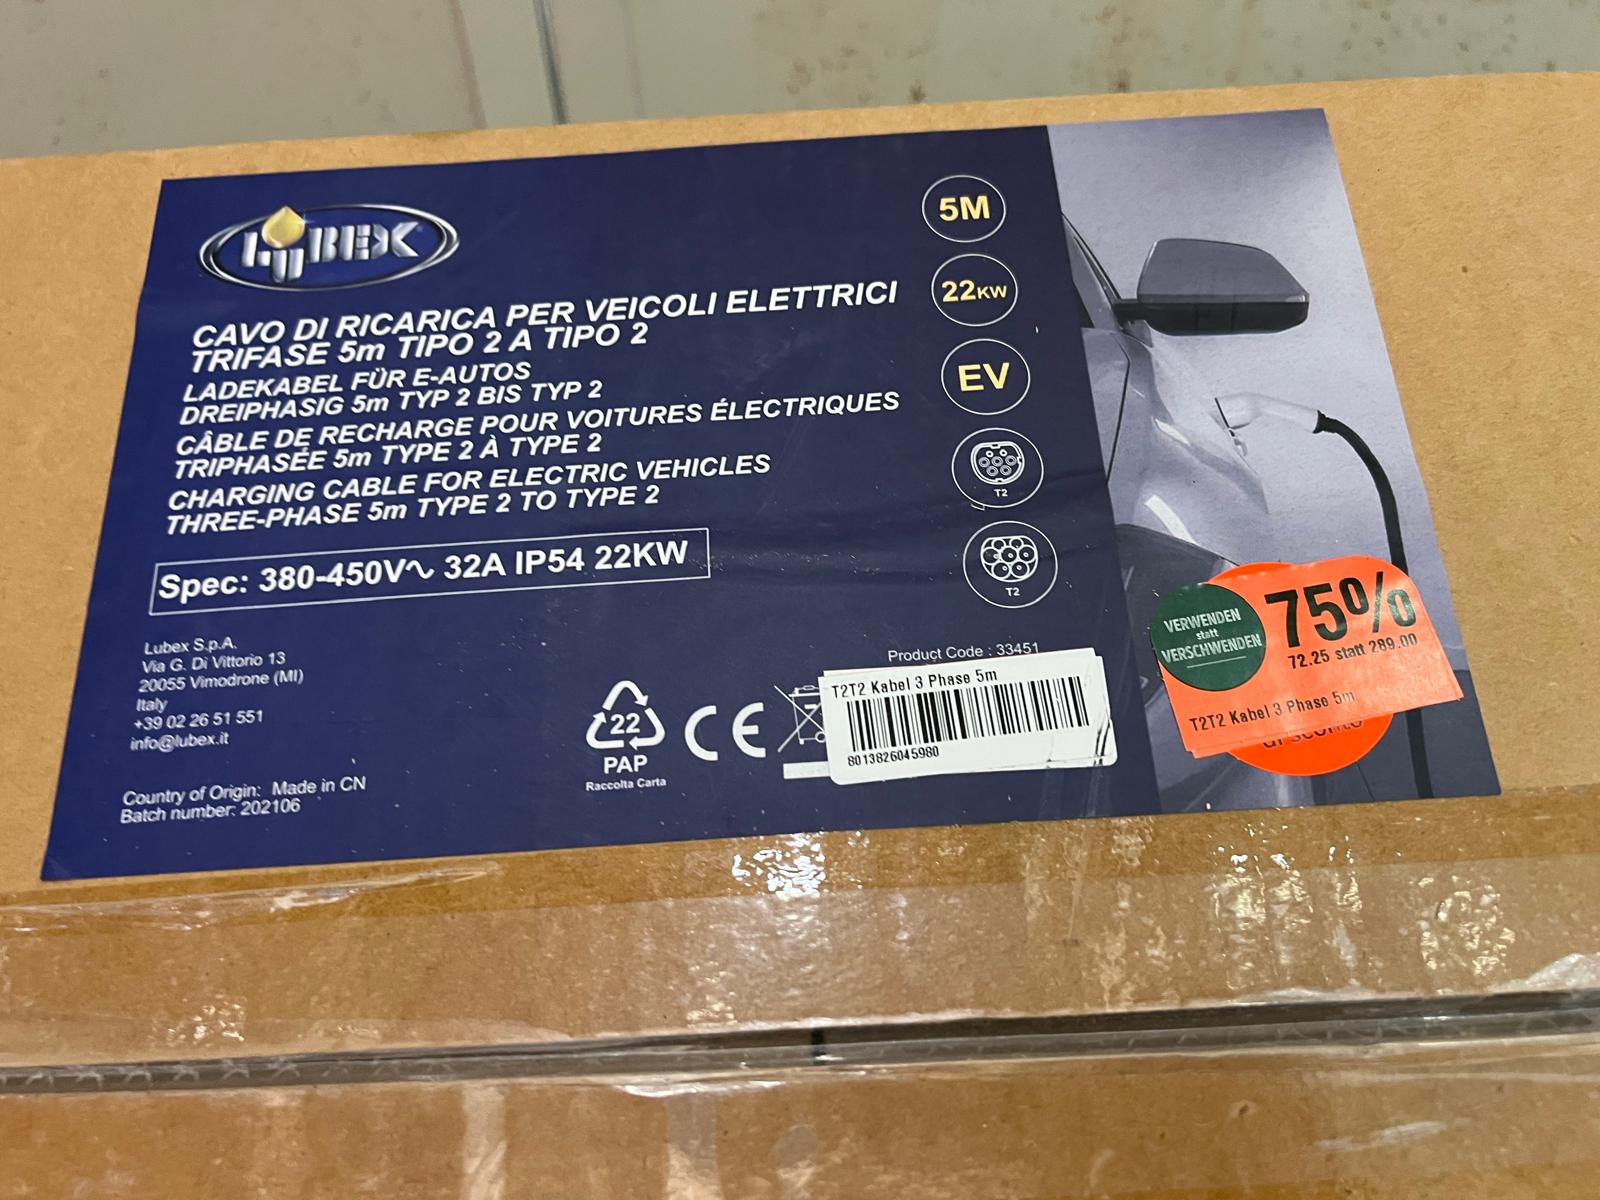 LUBEX
CAVO DI RICARICA PER VEICOLI ELETTRICI
TRIFASE 5m TIPO 2 A TIPO 2
LADEKABEL FÜR E-AUTOS
DREIPHASIG 5m TYP 2 BIS TYP 2
CÂBLE DE RECHARGE POUR VOITURES ÉLECTRIQUES
TRIPHASÉE 5m TYPE 2 À TYPE 2
CHARGING CABLE FOR ELECTRIC VEHICLES
THREE-PHASE 5m TYPE 2 TO TYPE 2
Spec: 380-450V~ 32A IP54 22KW
Lubex S.p.A.
Via G. Di Vittorio 13
20055 Vimodrone (MI)
Italy
+39 02 26 51 551
info@lubex.it
Country of Origin: Made in CN
Batch number: 202106
5M
22KW
EV
T2
T2
22
PAP
Raccolta Carta
CE
Product Code : 33451
T2T2 Kabel 3 Phase 5m
8013826045980
VERWENDEN
statt
VERSCHWENDEN
75%
72.25 statt 289.00
T2T2 Kabel 3 Phase 5m
di sconto